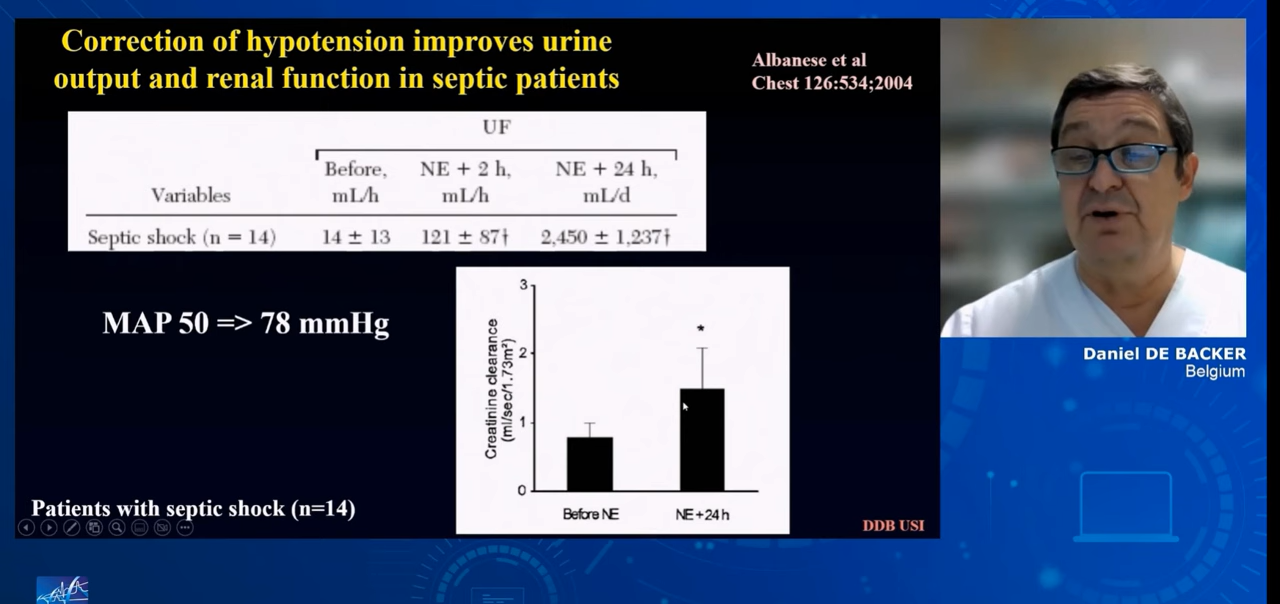 Correction of hypotension improves urine
output and renal function in septic patients
Albanese et al
Chest 126:534;2004
UF
Before, NE + 2 h, NE + 24 h,
Variables mL/h mL/h mL/d
Septic shock (n = 14) 14 ± 13 121 ± 87† 2,450 ± 1,237†
MAP 50 => 78 mmHg
Creatinine clearance
(ml/sec/1.73m²)
3
2
1
0
*
Before NE NE+24 h
Patients with septic shock (n=14)
DDB USI
Daniel DE BACKER
Belgium